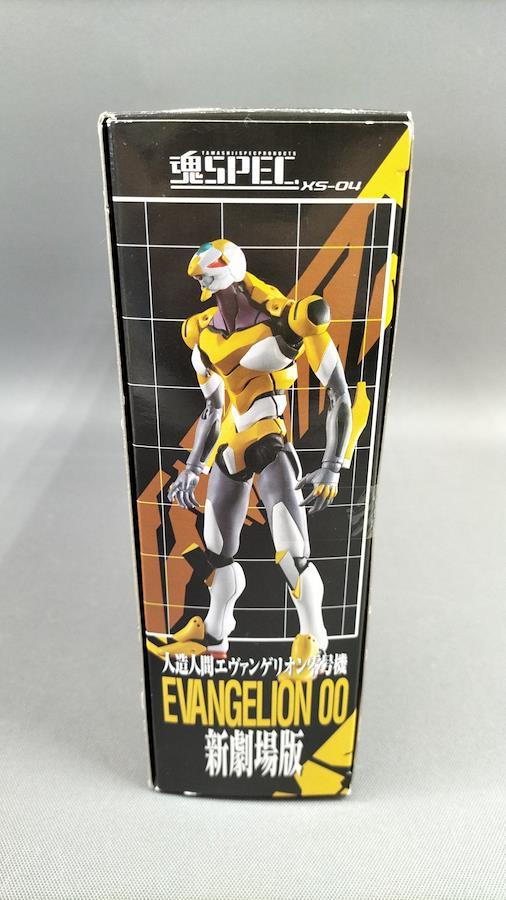 TAMASHII SPEC PRODUCTS
魂SPEC XS-04
人造人間エヴァンゲリオン零号機
EVANGELION 00
新劇場版